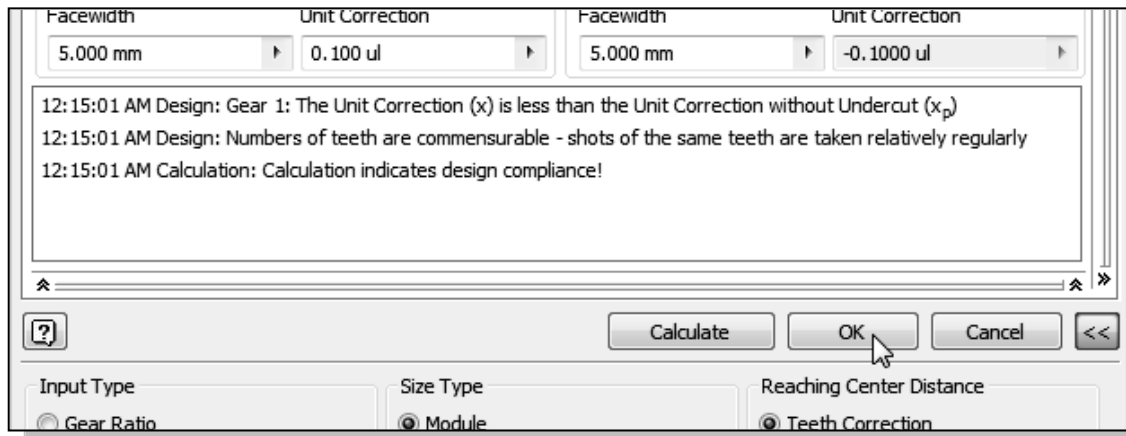 Facewidth Unit Correction Facewidth Unit Correction
5.000 mm 0.100 ul 5.000 mm -0.1000 ul
12:15:01 AM Design: Gear 1: The Unit Correction (x) is less than the Unit Correction without Undercut (xp)
12:15:01 AM Design: Numbers of teeth are commensurable - shots of the same teeth are taken relatively regularly
12:15:01 AM Calculation: Calculation indicates design compliance!
Calculate OK Cancel <<
Input Type Size Type Reaching Center Distance
Gear Ratio Module Teeth Correction